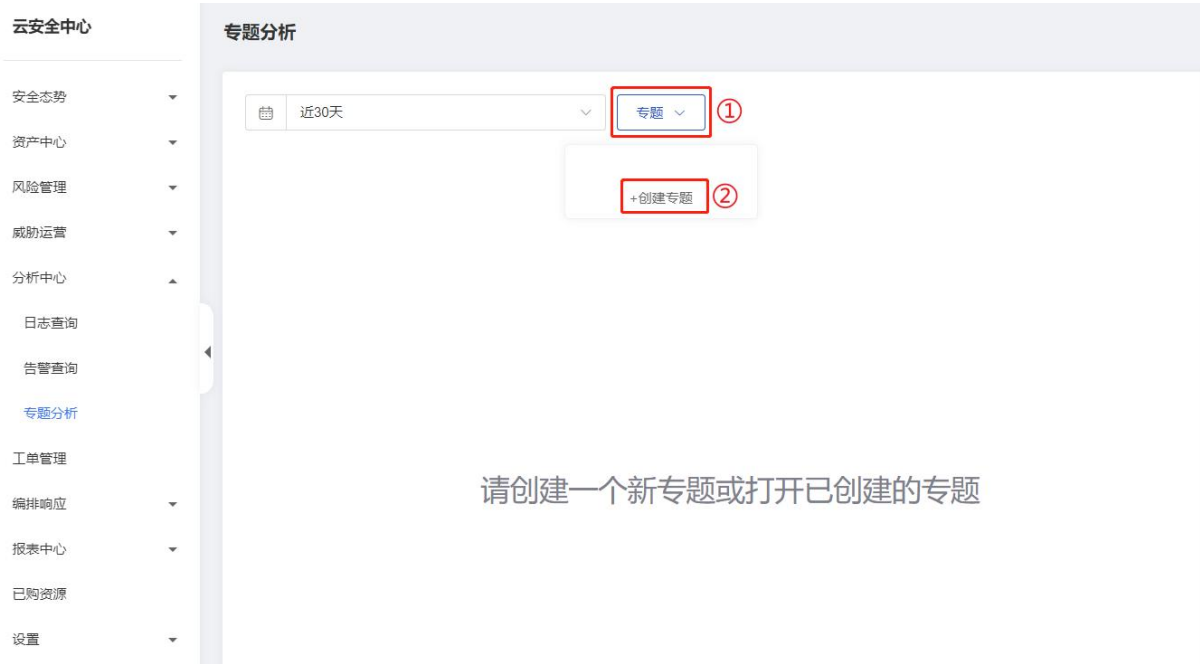 云安全中心
安全态势
资产中心
风险管理
威胁运营
分析中心
日志查询
告警查询
专题分析
工单管理
编排响应
报表中心
已购资源
设置
专题分析
近30天
专题
①
+创建专题
②
请创建一个新专题或打开已创建的专题